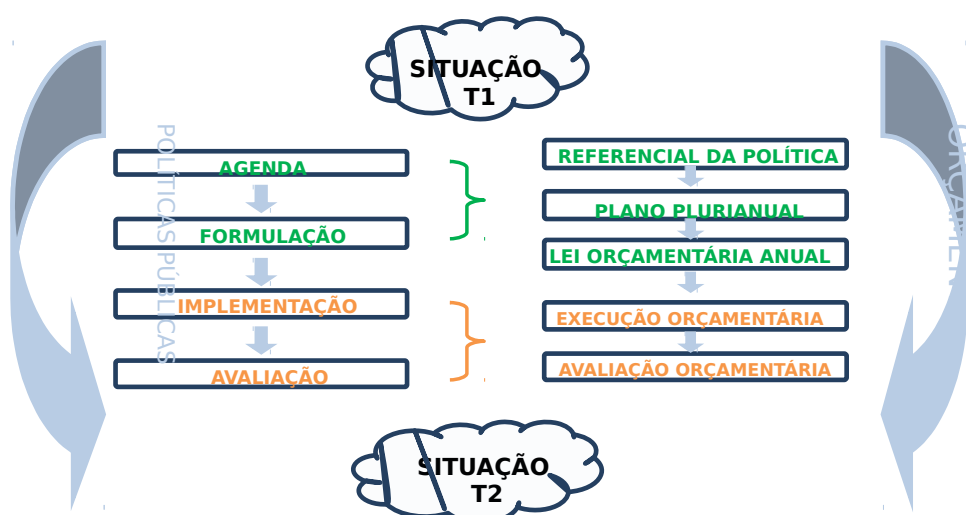 SITUAÇÃO
T1
POLÍTICAS PÚBLICAS
AGENDA
FORMULAÇÃO
IMPLEMENTAÇÃO
AVALIAÇÃO
REFERENCIAL DA POLÍTICA
PLANO PLURIANUAL
LEI ORÇAMENTÁRIA ANUAL
EXECUÇÃO ORÇAMENTÁRIA
AVALIAÇÃO ORÇAMENTÁRIA
SITUAÇÃO
T2